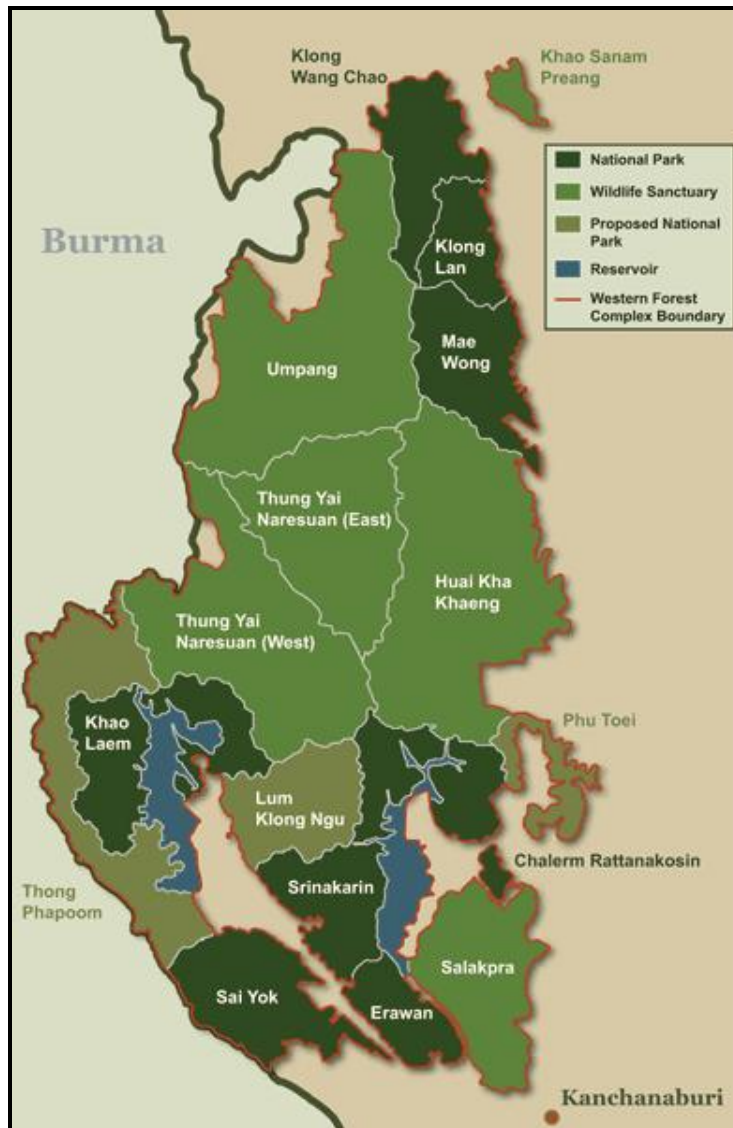 Klong
Wang Chao
Khao Sanam
Preang
National Park
Wildlife Sanctuary
Proposed National
Park
Reservoir
Western Forest
Complex Boundary
Burma
Klong
Lan
Mae
Wong
Umpang
Thung Yai
Naresuan (East)
Huai Kha
Khaeng
Thung Yai
Naresuan (West)
Khao
Laem
Phu Toei
Lum
Klong Ngu
Chalerm Rattanakosin
Thong
Phapoom
Srinakarin
Salakpra
Sai Yok
Erawan
Kanchanaburi